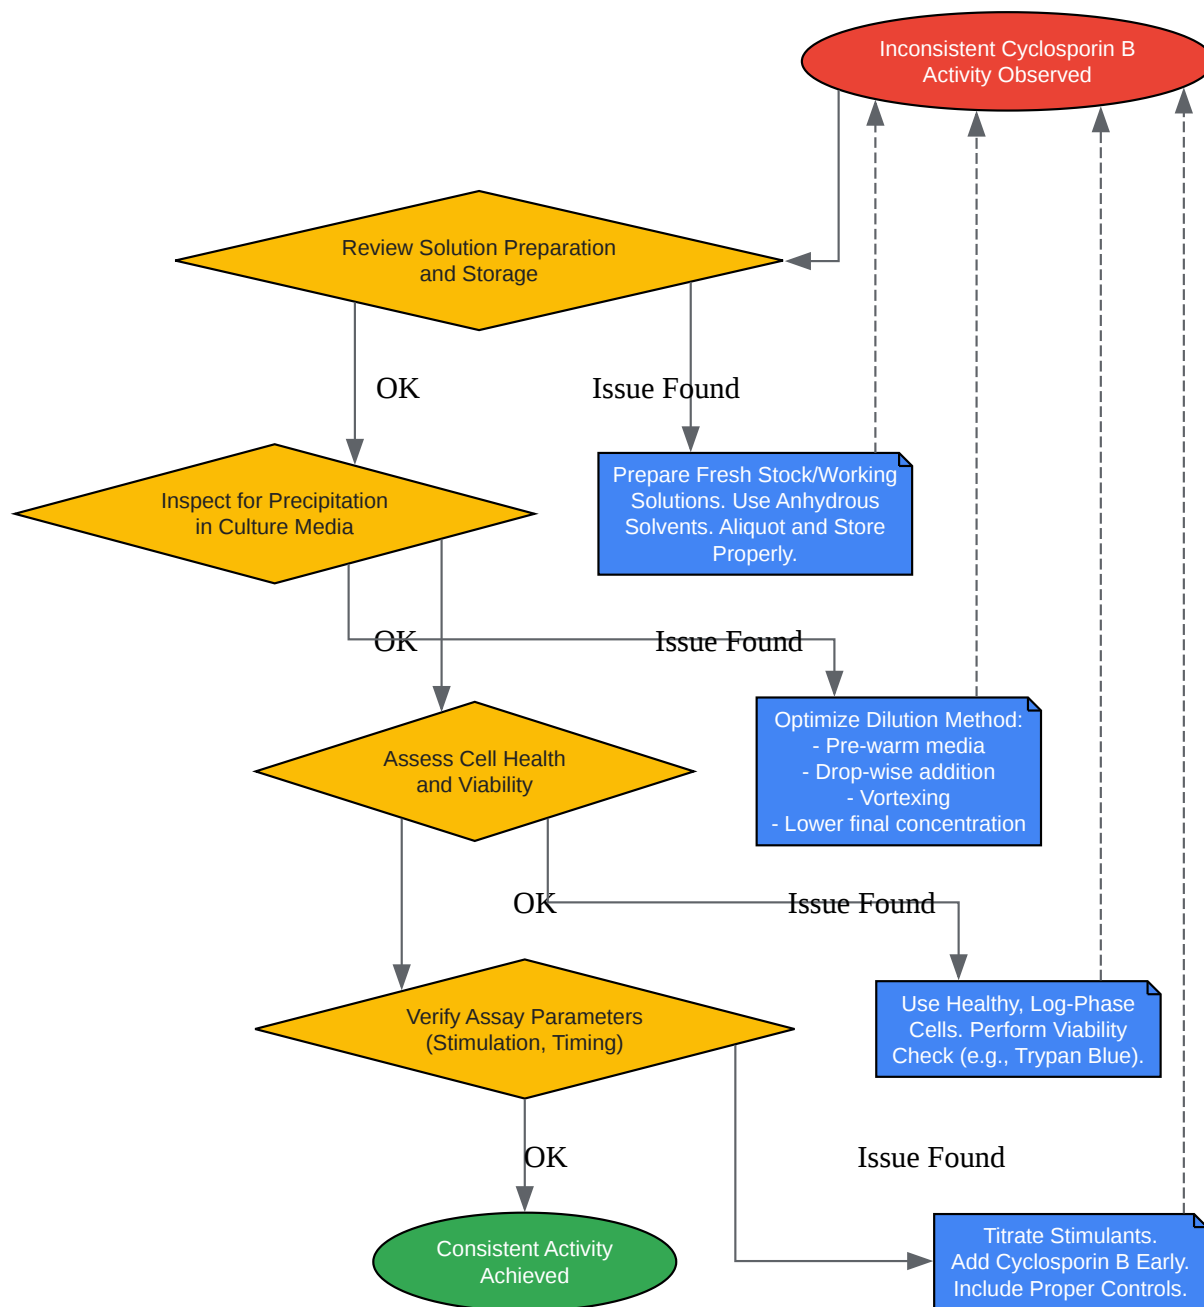 Inconsistent Cyclosporin B
Activity Observed
Review Solution Preparation
and Storage
OK
Issue Found
Prepare Fresh Stock/Working
Solutions. Use Anhydrous
Solvents. Aliquot and Store
Properly.
Inspect for Precipitation
in Culture Media
OK
Issue Found
Optimize Dilution Method:
- Pre-warm media
- Drop-wise addition
- Vortexing
- Lower final concentration
Assess Cell Health
and Viability
OK
Issue Found
Use Healthy, Log-Phase
Cells. Perform Viability
Check (e.g., Trypan Blue).
Verify Assay Parameters
(Stimulation, Timing)
OK
Issue Found
Consistent Activity
Achieved
Titrate Stimulants.
Add Cyclosporin B Early.
Include Proper Controls.